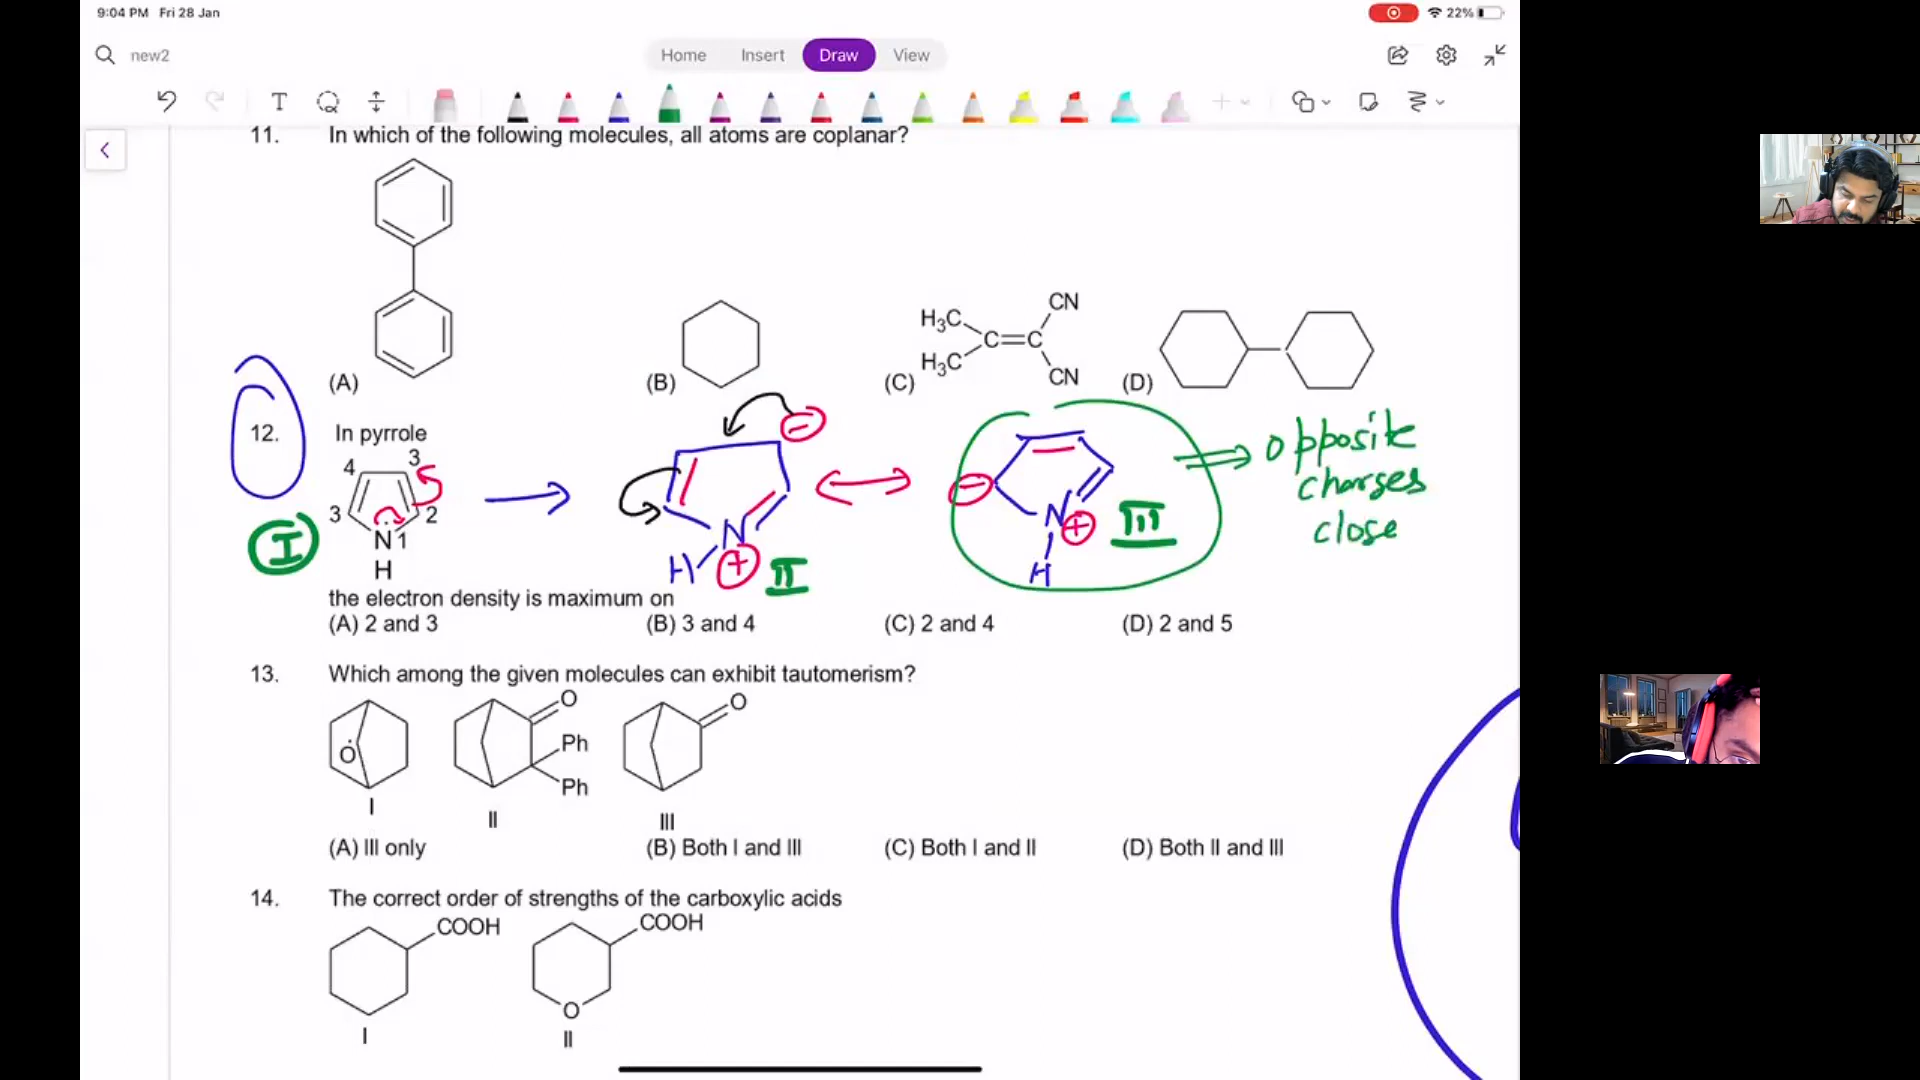 9:04 PM Fri 28 Jan
22%
new2
Home Insert Draw View
T
11. In which of the following molecules, all atoms are coplanar?
(A)
(B)
(C)
H₃C
H₃C
C=C
CN
CN
(D)
12. In pyrrole
4 3
3 2
N 1
H
I
⊖
N
H ⊕ II
⊖
N ⊕ III
H
opposite
charges
close
the electron density is maximum on
(A) 2 and 3 (B) 3 and 4 (C) 2 and 4 (D) 2 and 5
13. Which among the given molecules can exhibit tautomerism?
O
I
O
Ph
Ph
II
O
III
(A) III only (B) Both I and III (C) Both I and II (D) Both II and III
14. The correct order of strengths of the carboxylic acids
COOH
I
COOH
O
II